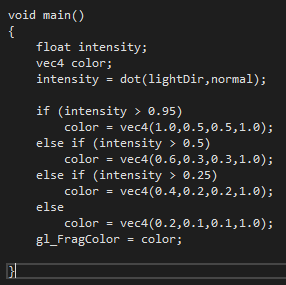 void main()
{
    float intensity;
    vec4 color;
    intensity = dot(lightDir,normal);

    if (intensity > 0.95)
        color = vec4(1.0,0.5,0.5,1.0);
    else if (intensity > 0.5)
        color = vec4(0.6,0.3,0.3,1.0);
    else if (intensity > 0.25)
        color = vec4(0.4,0.2,0.2,1.0);
    else
        color = vec4(0.2,0.1,0.1,1.0);
    gl_FragColor = color;

}